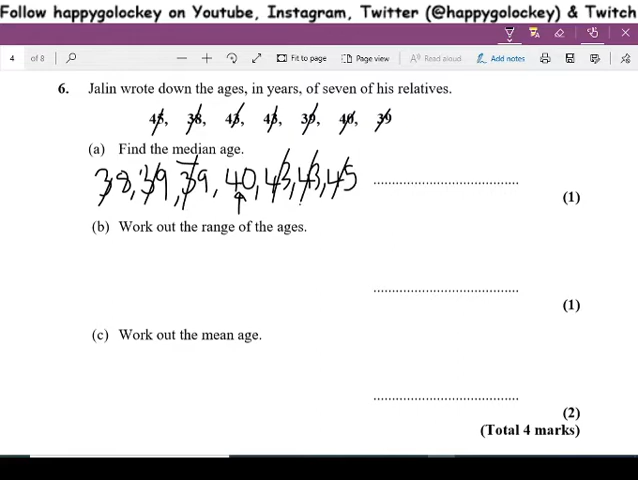 Follow happygolockey on Youtube, Instagram, Twitter (@happygolockey) & Twitch
4 of 8 Fit to page Page view Read aloud Add notes
6. Jalin wrote down the ages, in years, of seven of his relatives.
45, 38, 43, 43, 39, 40, 39
(a) Find the median age.
38, 39, 39, 40, 43, 43, 45
(1)
(b) Work out the range of the ages.
(1)
(c) Work out the mean age.
(2)
(Total 4 marks)